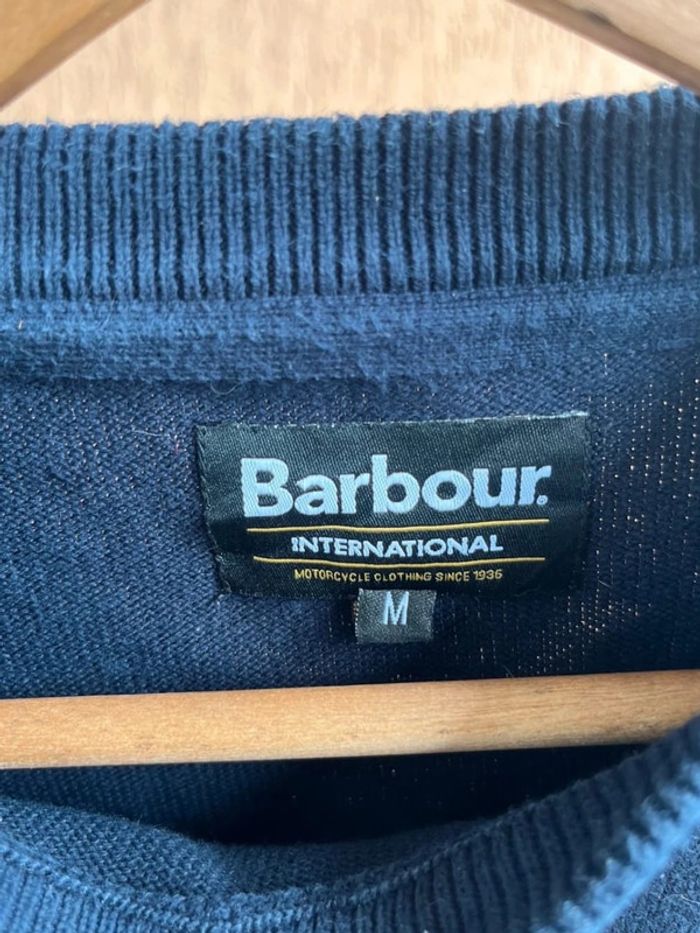 Barbour.
INTERNATIONAL
MOTORCYCLE CLOTHING SINCE 1936
M